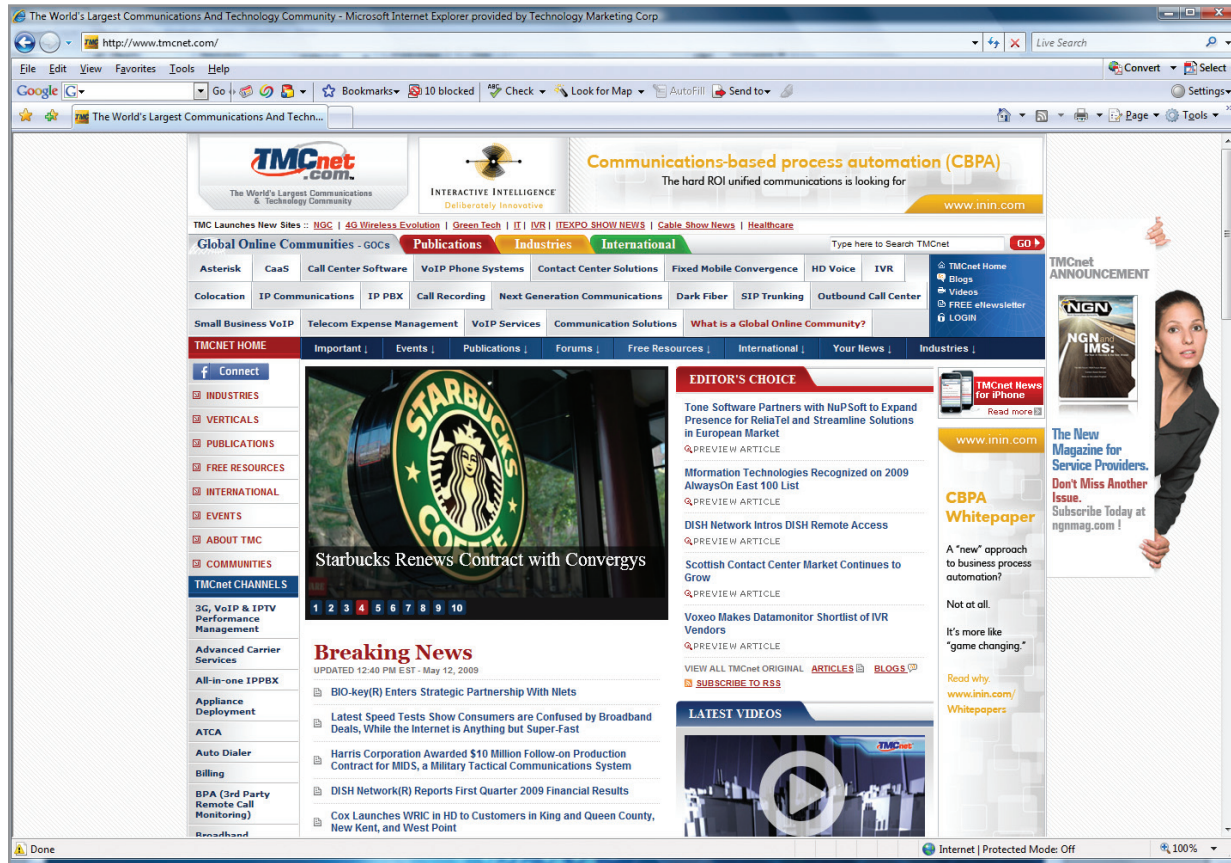 The World's Largest Communications And Technology Community - Microsoft Internet Explorer provided by Technology Marketing Corp
http://www.tmcnet.com/
Live Search
File Edit View Favorites Tools Help
Convert Select
Google G Go Bookmarks 10 blocked Check Look for Map AutoFill Send to Settings
The World's Largest Communications And Techn...
Page Tools
TMCnet
.com
The World's Largest Communications
& Technology Community
INTERACTIVE INTELLIGENCE
Deliberately Innovative
Communications-based process automation (CBPA)
The hard ROI unified communications is looking for
www.inin.com
TMC Launches New Sites :: NGC | 4G Wireless Evolution | Green Tech | IT | IVR | ITEXPO SHOW NEWS | Cable Show News | Healthcare
Global Online Communities - GOCs Publications Industries International Type here to Search TMCnet GO
Asterisk CaaS Call Center Software VoIP Phone Systems Contact Center Solutions Fixed Mobile Convergence HD Voice IVR
Colocation IP Communications IP PBX Call Recording Next Generation Communications Dark Fiber SIP Trunking Outbound Call Center
Small Business VoIP Telecom Expense Management VoIP Services Communication Solutions What is a Global Online Community?
TMCnet Home
Blogs
Videos
FREE eNewsletter
LOGIN
TMCNET HOME Important Events Publications Forums Free Resources International Your News Industries
f Connect
INDUSTRIES
VERTICALS
PUBLICATIONS
FREE RESOURCES
INTERNATIONAL
EVENTS
ABOUT TMC
COMMUNITIES
TMCnet CHANNELS
3G, VoIP & IPTV
Performance
Management
Advanced Carrier
Services
All-in-one IPPBX
Appliance
Deployment
ATCA
Auto Dialer
Billing
BPA (3rd Party
Remote Call
Monitoring)
Broadband
STARBUCKS
COFFEE
Starbucks Renews Contract with Convergys
1 2 3 4 5 6 7 8 9 10
Breaking News
UPDATED 12:40 PM EST - May 12, 2009
BIO-key(R) Enters Strategic Partnership With Nlets
Latest Speed Tests Show Consumers are Confused by Broadband
Deals, While the Internet is Anything but Super-Fast
Harris Corporation Awarded $10 Million Follow-on Production
Contract for MIDS, a Military Tactical Communications System
DISH Network(R) Reports First Quarter 2009 Financial Results
Cox Launches WRIC in HD to Customers in King and Queen County,
New Kent, and West Point
EDITOR'S CHOICE
Tone Software Partners with NuPSoft to Expand
Presence for ReliaTel and Streamline Solutions
in European Market
PREVIEW ARTICLE
Mformation Technologies Recognized on 2009
AlwaysOn East 100 List
PREVIEW ARTICLE
DISH Network Intros DISH Remote Access
PREVIEW ARTICLE
Scottish Contact Center Market Continues to
Grow
PREVIEW ARTICLE
Voxeo Makes Datamonitor Shortlist of IVR
Vendors
PREVIEW ARTICLE
VIEW ALL TMCnet ORIGINAL ARTICLES BLOGS
SUBSCRIBE TO RSS
LATEST VIDEOS
TMCnet
TMCnet News
for iPhone
Read more
www.inin.com
CBPA
Whitepaper
A "new" approach
to business process
automation?
Not at all.
It's more like
"game changing."
Read why.
www.inin.com/
Whitepapers
TMCnet
ANNOUNCEMENT
NGN
NGN and
IMS:
The New
Magazine for
Service Providers.
Don't Miss Another
Issue.
Subscribe Today at
ngnmag.com !
Done
Internet | Protected Mode: Off
100%